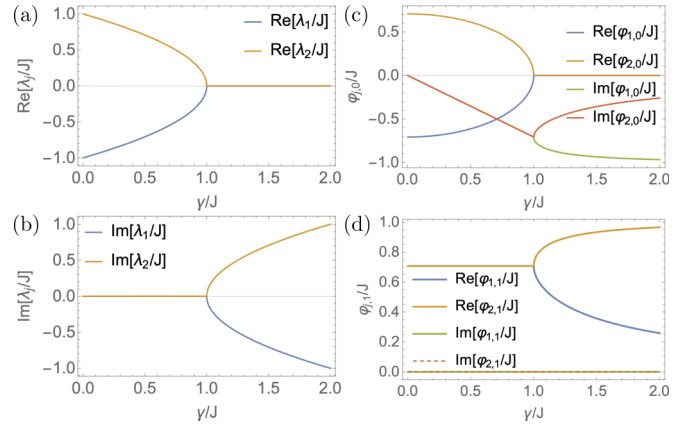 (a)
Re[λ₁/J]
Re[λ₂/J]
Re[λⱼ/J]
1.0
0.5
0.0
-0.5
-1.0
0.0 0.5 1.0 1.5 2.0
γ/J
(c)
Re[φ₁,₀/J]
Re[φ₂,₀/J]
Im[φ₁,₀/J]
Im[φ₂,₀/J]
φⱼ,₀/J
0.5
0.0
-0.5
-1.0
0.0 0.5 1.0 1.5 2.0
γ/J
(b)
Im[λ₁/J]
Im[λ₂/J]
Im[λⱼ/J]
1.0
0.5
0.0
-0.5
-1.0
0.0 0.5 1.0 1.5 2.0
γ/J
(d)
Re[φ₁,₁/J]
Re[φ₂,₁/J]
Im[φ₁,₁/J]
Im[φ₂,₁/J]
φⱼ,₁/J
1.0
0.8
0.6
0.4
0.2
0.0
0.0 0.5 1.0 1.5 2.0
γ/J